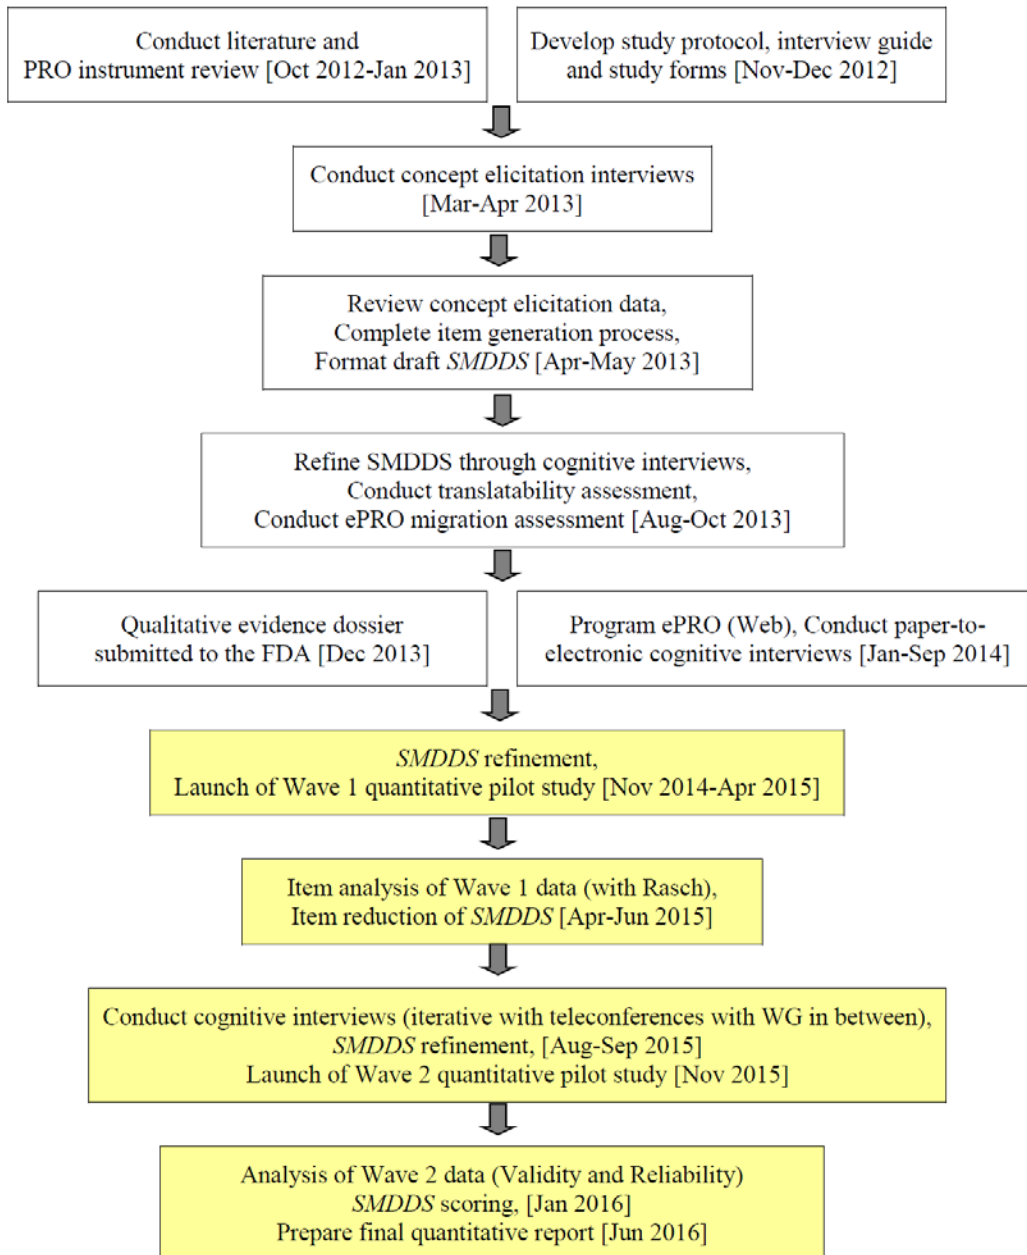 Conduct literature and
PRO instrument review [Oct 2012-Jan 2013]
Develop study protocol, interview guide
and study forms [Nov-Dec 2012]
Conduct concept elicitation interviews
[Mar-Apr 2013]
Review concept elicitation data,
Complete item generation process,
Format draft SMDDS [Apr-May 2013]
Refine SMDDS through cognitive interviews,
Conduct translatability assessment,
Conduct ePRO migration assessment [Aug-Oct 2013]
Qualitative evidence dossier
submitted to the FDA [Dec 2013]
Program ePRO (Web), Conduct paper-to-
electronic cognitive interviews [Jan-Sep 2014]
SMDDS refinement,
Launch of Wave 1 quantitative pilot study [Nov 2014-Apr 2015]
Item analysis of Wave 1 data (with Rasch),
Item reduction of SMDDS [Apr-Jun 2015]
Conduct cognitive interviews (iterative with teleconferences with WG in between),
SMDDS refinement, [Aug-Sep 2015]
Launch of Wave 2 quantitative pilot study [Nov 2015]
Analysis of Wave 2 data (Validity and Reliability)
SMDDS scoring, [Jan 2016]
Prepare final quantitative report [Jun 2016]